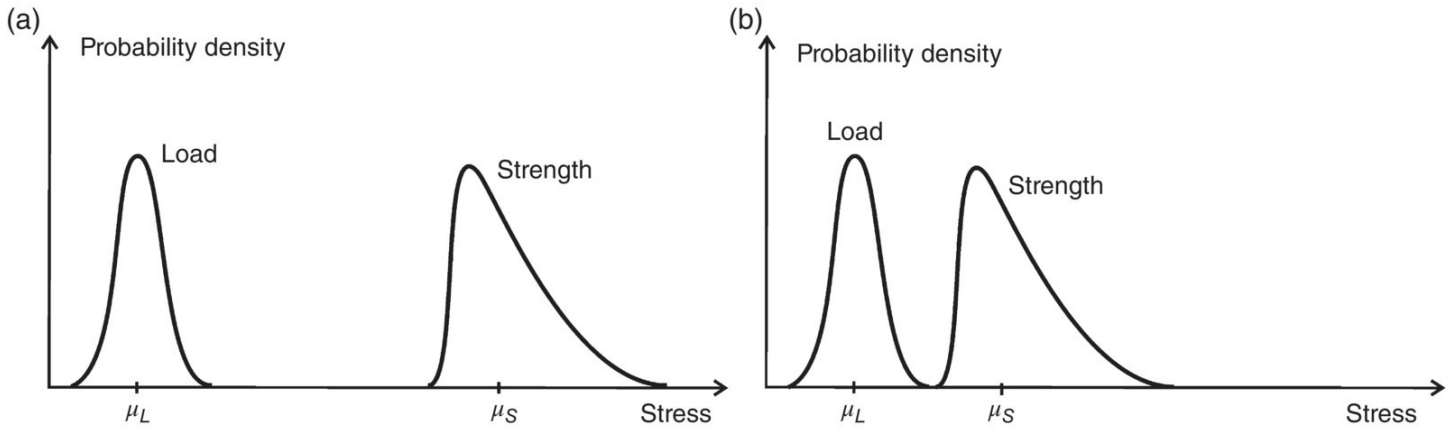 (a)
Probability density
Load
Strength
μL
μS
Stress
(b)
Probability density
Load
Strength
μL
μS
Stress